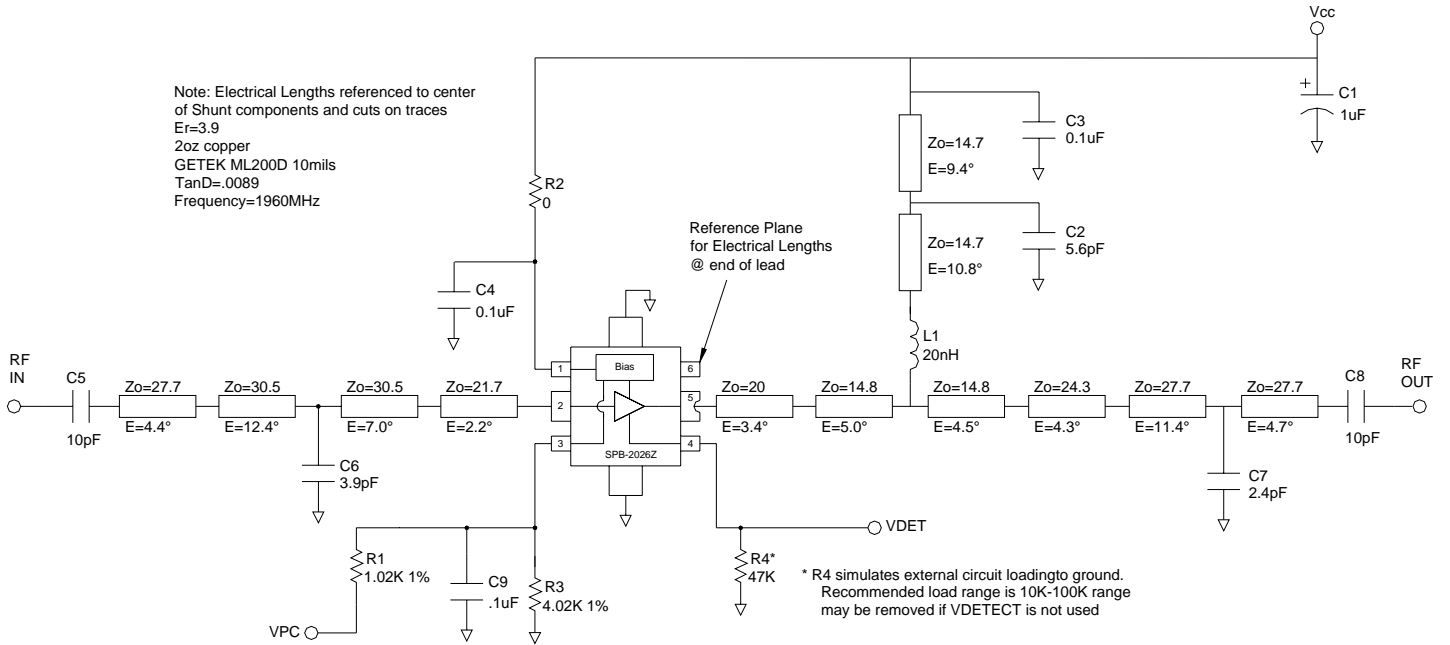 Vcc
Note: Electrical Lengths referenced to center
of Shunt components and cuts on traces
Er=3.9
2oz copper
GETEK ML200D 10mils
TanD=.0089
Frequency=1960MHz
+
C1
1uF
C3
0.1uF
Zo=14.7
E=9.4°
R2
0
Reference Plane
for Electrical Lengths
@ end of lead
C2
5.6pF
Zo=14.7
E=10.8°
C4
0.1uF
L1
20nH
RF
IN
C5
10pF
Zo=27.7
E=4.4°
Zo=30.5
E=12.4°
Zo=30.5
E=7.0°
Zo=21.7
E=2.2°
1
2
3
Bias
SPB-2026Z
6
5
4
Zo=20
E=3.4°
Zo=14.8
E=5.0°
Zo=14.8
E=4.5°
Zo=24.3
E=4.3°
Zo=27.7
E=11.4°
Zo=27.7
E=4.7°
C8
10pF
RF
OUT
C6
3.9pF
C7
2.4pF
VDET
R1
1.02K 1%
C9
.1uF
R3
4.02K 1%
VPC
R4*
47K
* R4 simulates external circuit loadingto ground.
Recommended load range is 10K-100K range
may be removed if VDETECT is not used